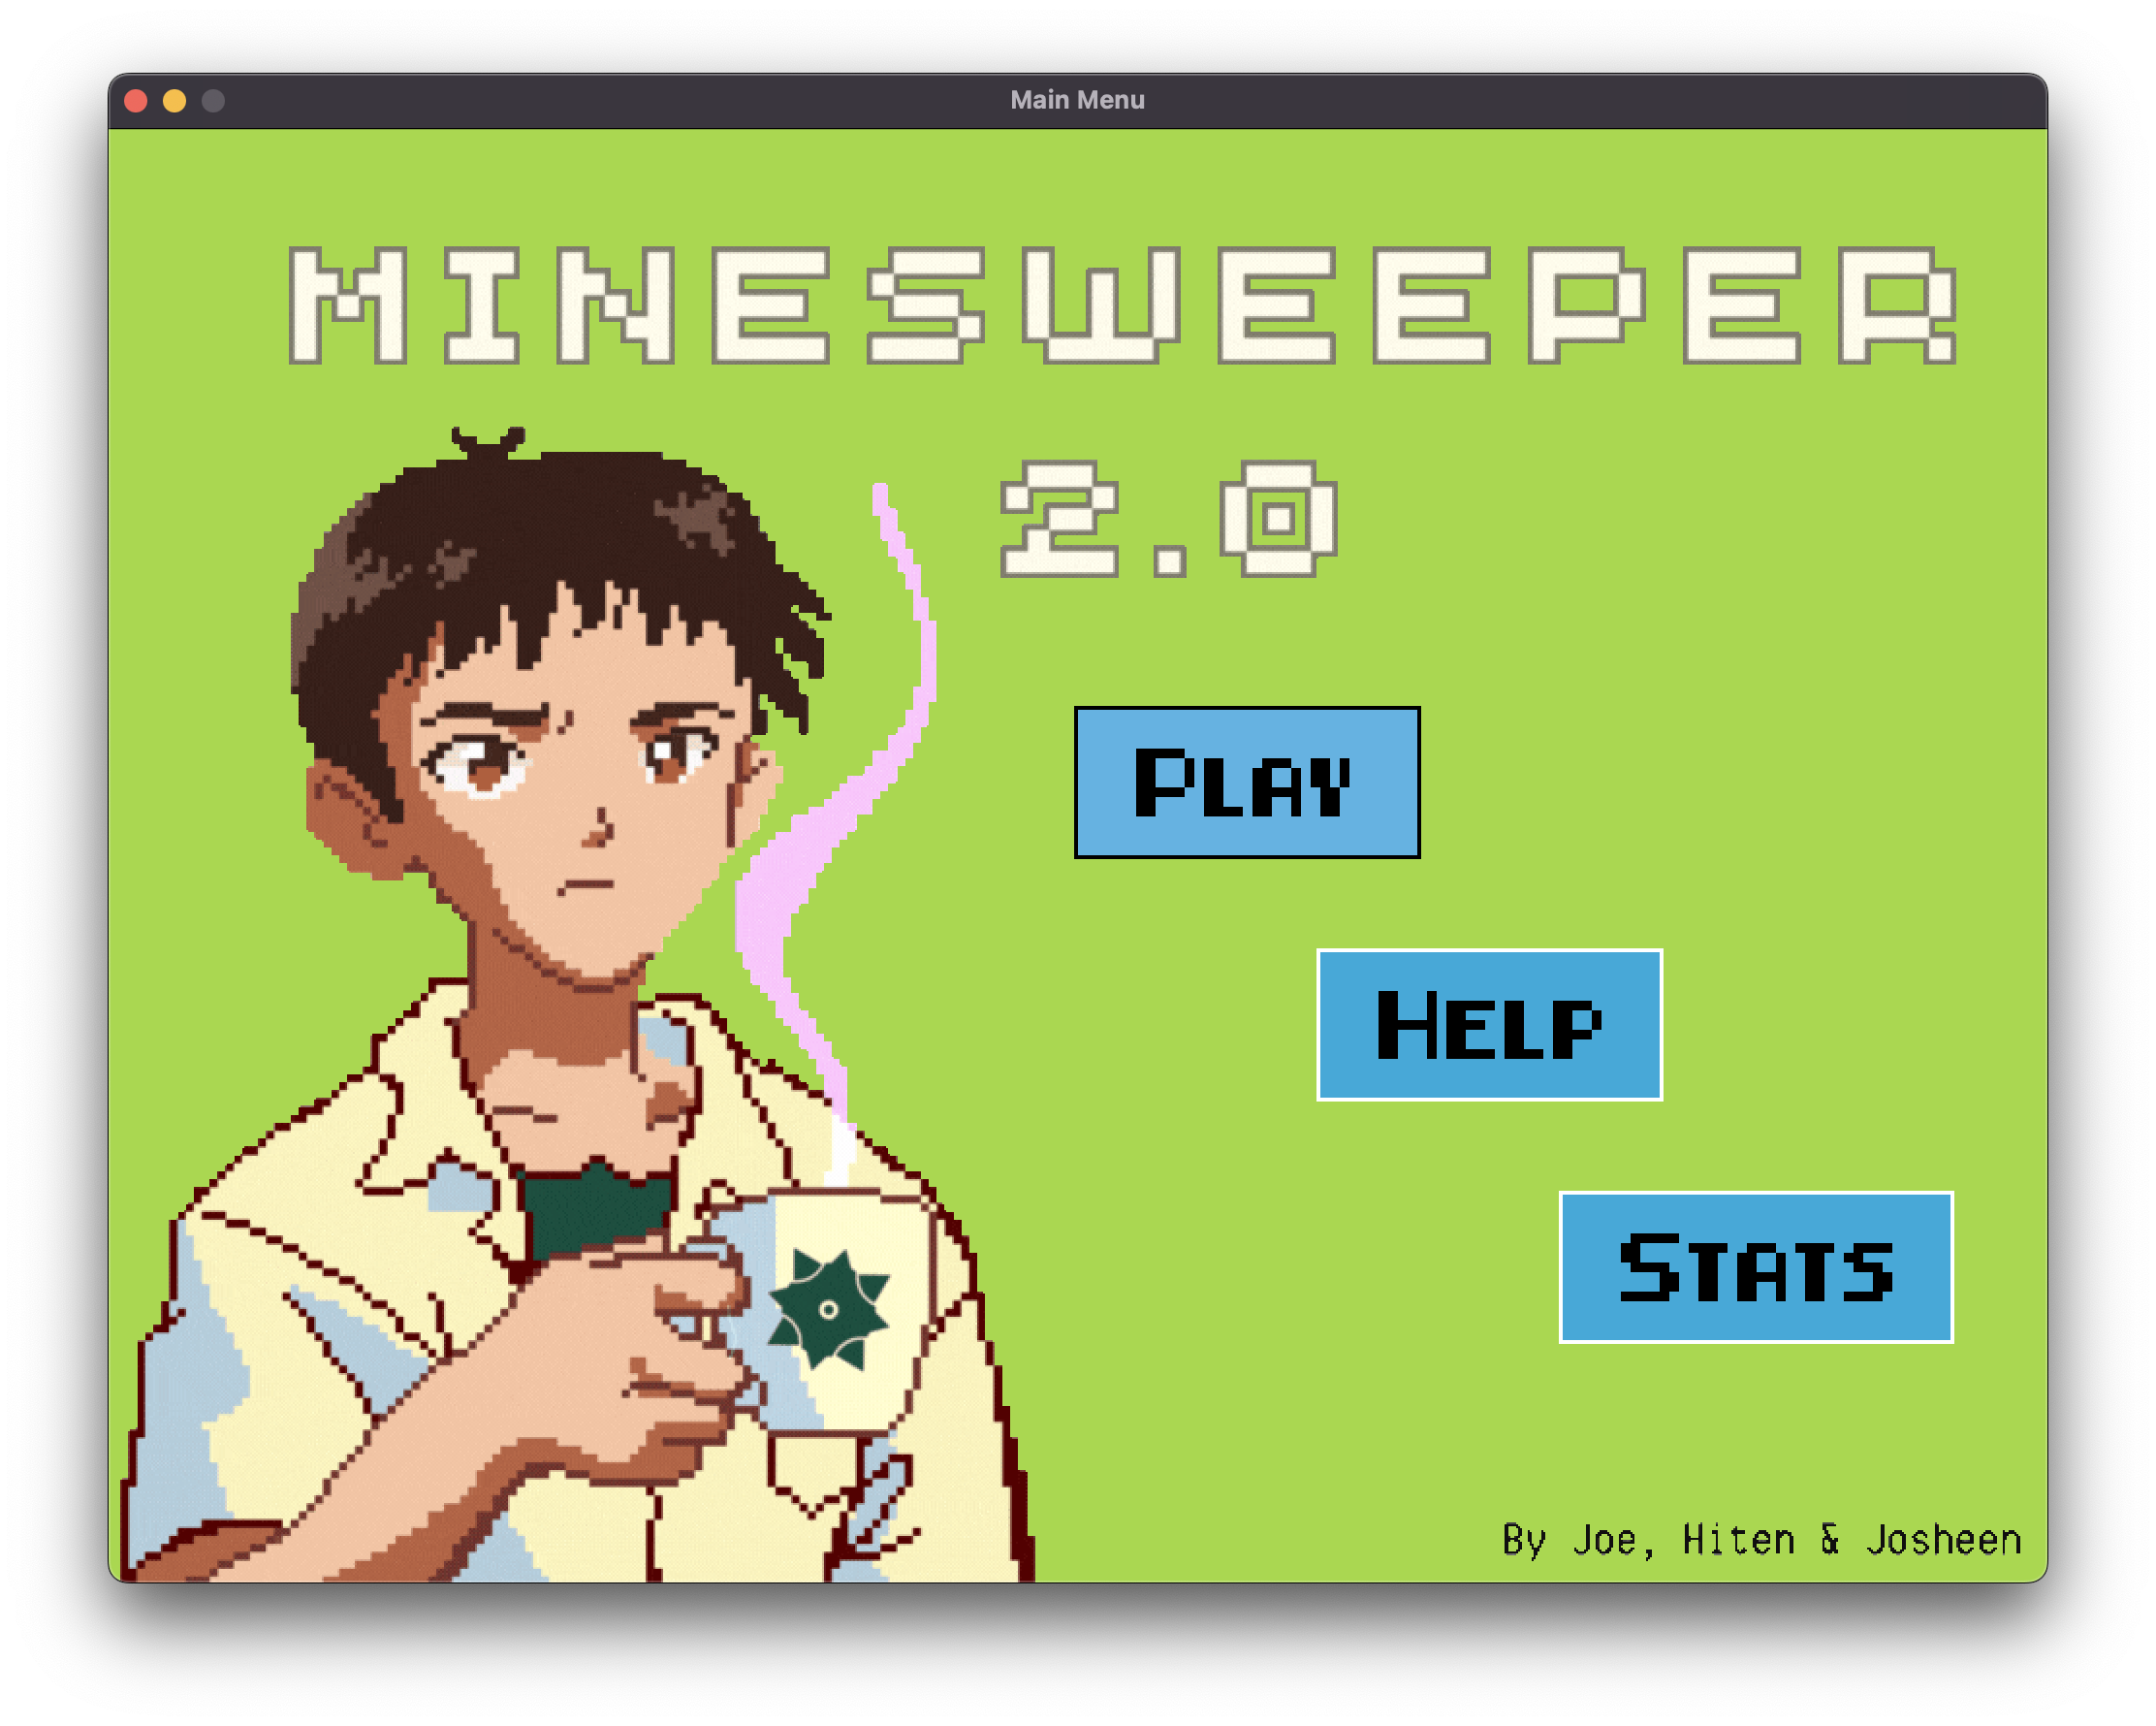 Main Menu
MINESWEEPER
2.0
Play
Help
Stats
By Joe, Hiten & Josheen